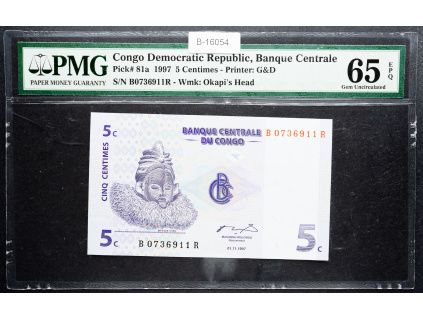 B-16054
PMG
PAPER MONEY GUARANTY
Congo Democratic Republic, Banque Centrale
Pick# 81a 1997 5 Centimes - Printer: G&D
S/N B0736911R - Wmk: Okapi's Head
65 EPQ
Gem Uncirculated
5c
BANQUE CENTRALE
DU CONGO
B 0736911 R
CINQ CENTIMES
5c
B 0736911 R
01.11.1997
5c